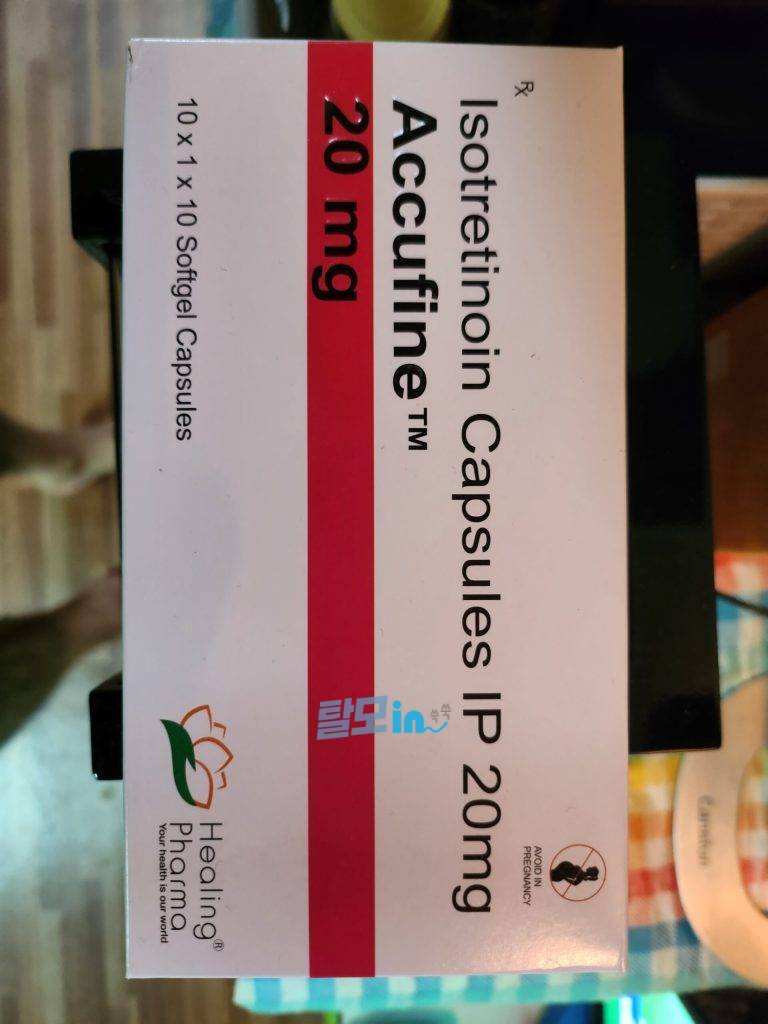 Rx
Isotretinoin Capsules IP 20mg
Accufine™
20 mg
10 x 1 x 10 Softgel Capsules
AVOID IN
PREGNANCY
탈모in
Healing®
Pharma
Your health is our world